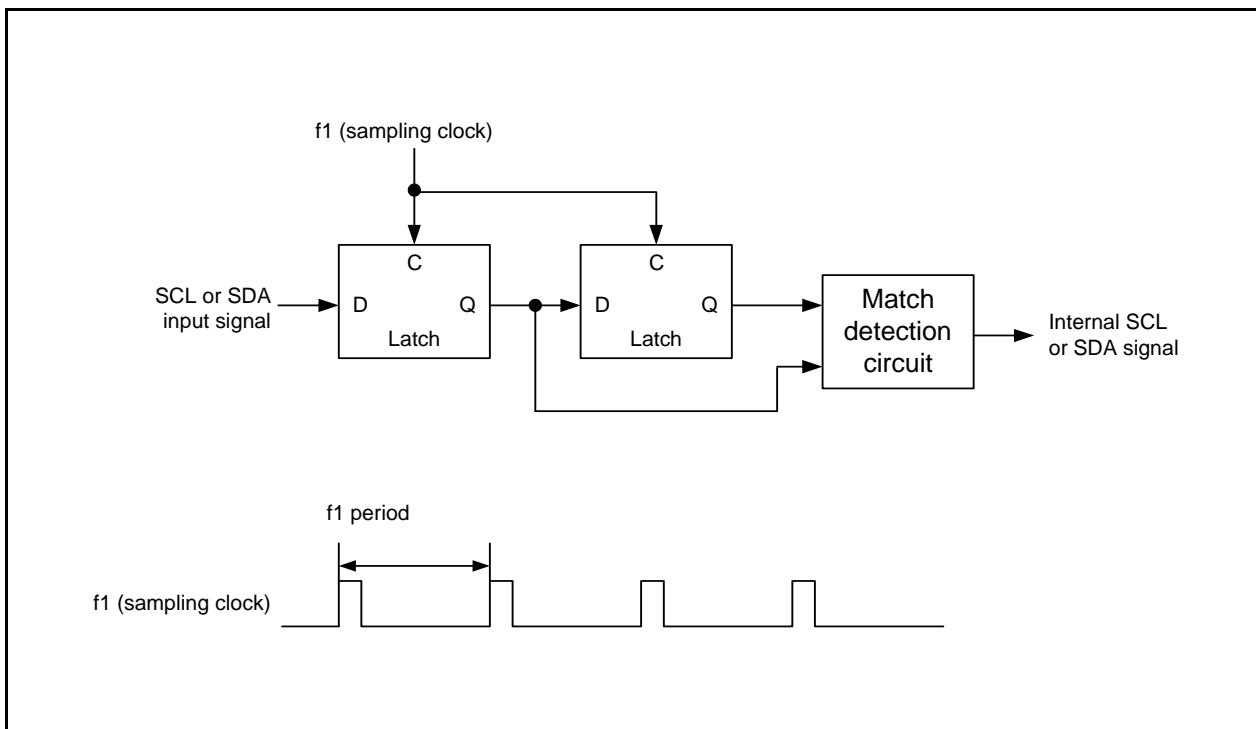 f1 (sampling clock)
C
C
SCL or SDA
input signal
D
Q
D
Q
Latch
Latch
Match
detection
circuit
Internal SCL
or SDA signal
f1 period
f1 (sampling clock)